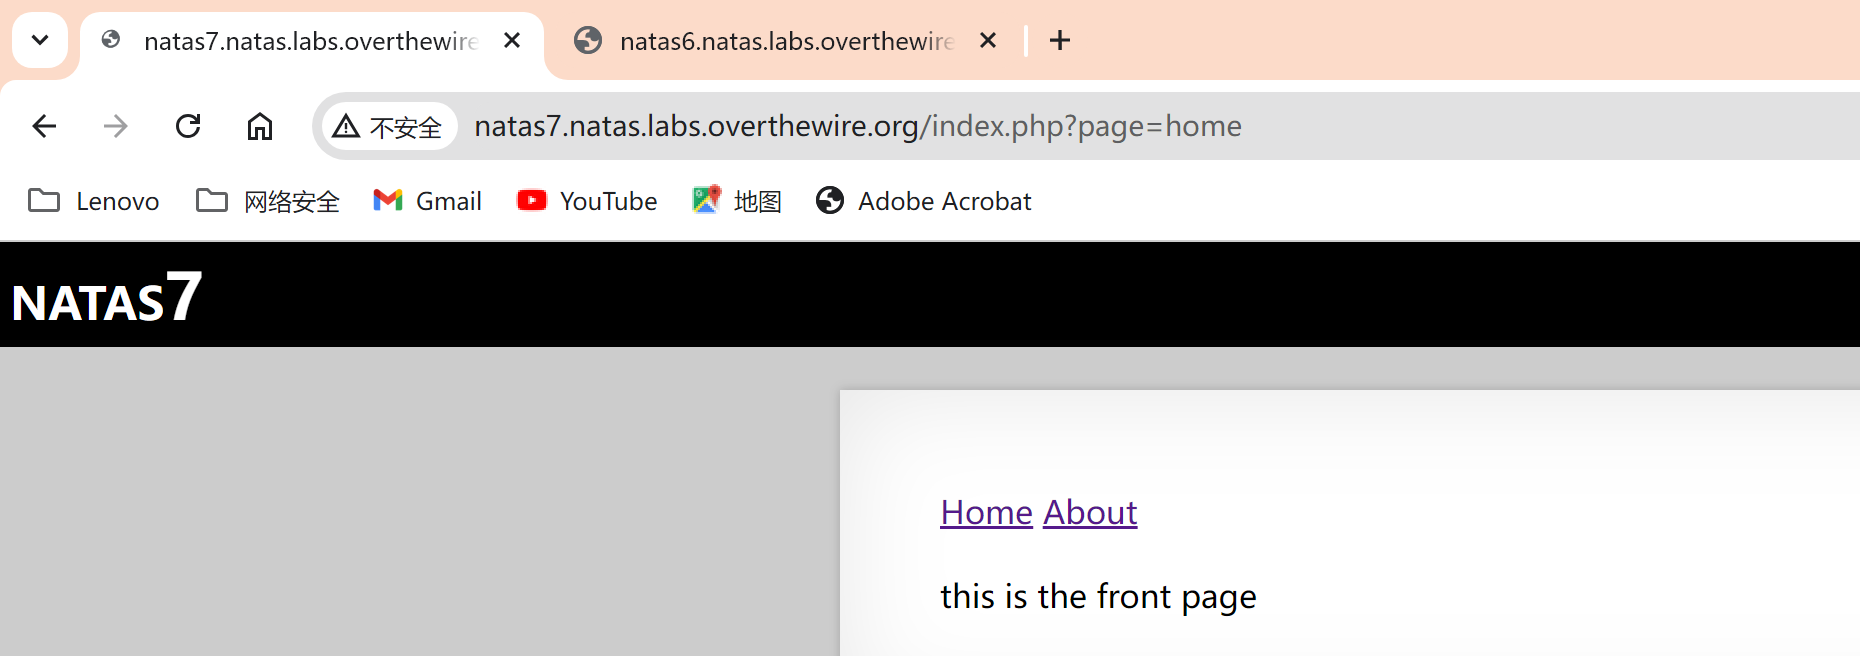 natas7.natas.labs.overthewire natas6.natas.labs.overthewire
不安全 natas7.natas.labs.overthewire.org/index.php?page=home
Lenovo 网络安全 Gmail YouTube 地图 Adobe Acrobat
NATAS7
Home About
this is the front page